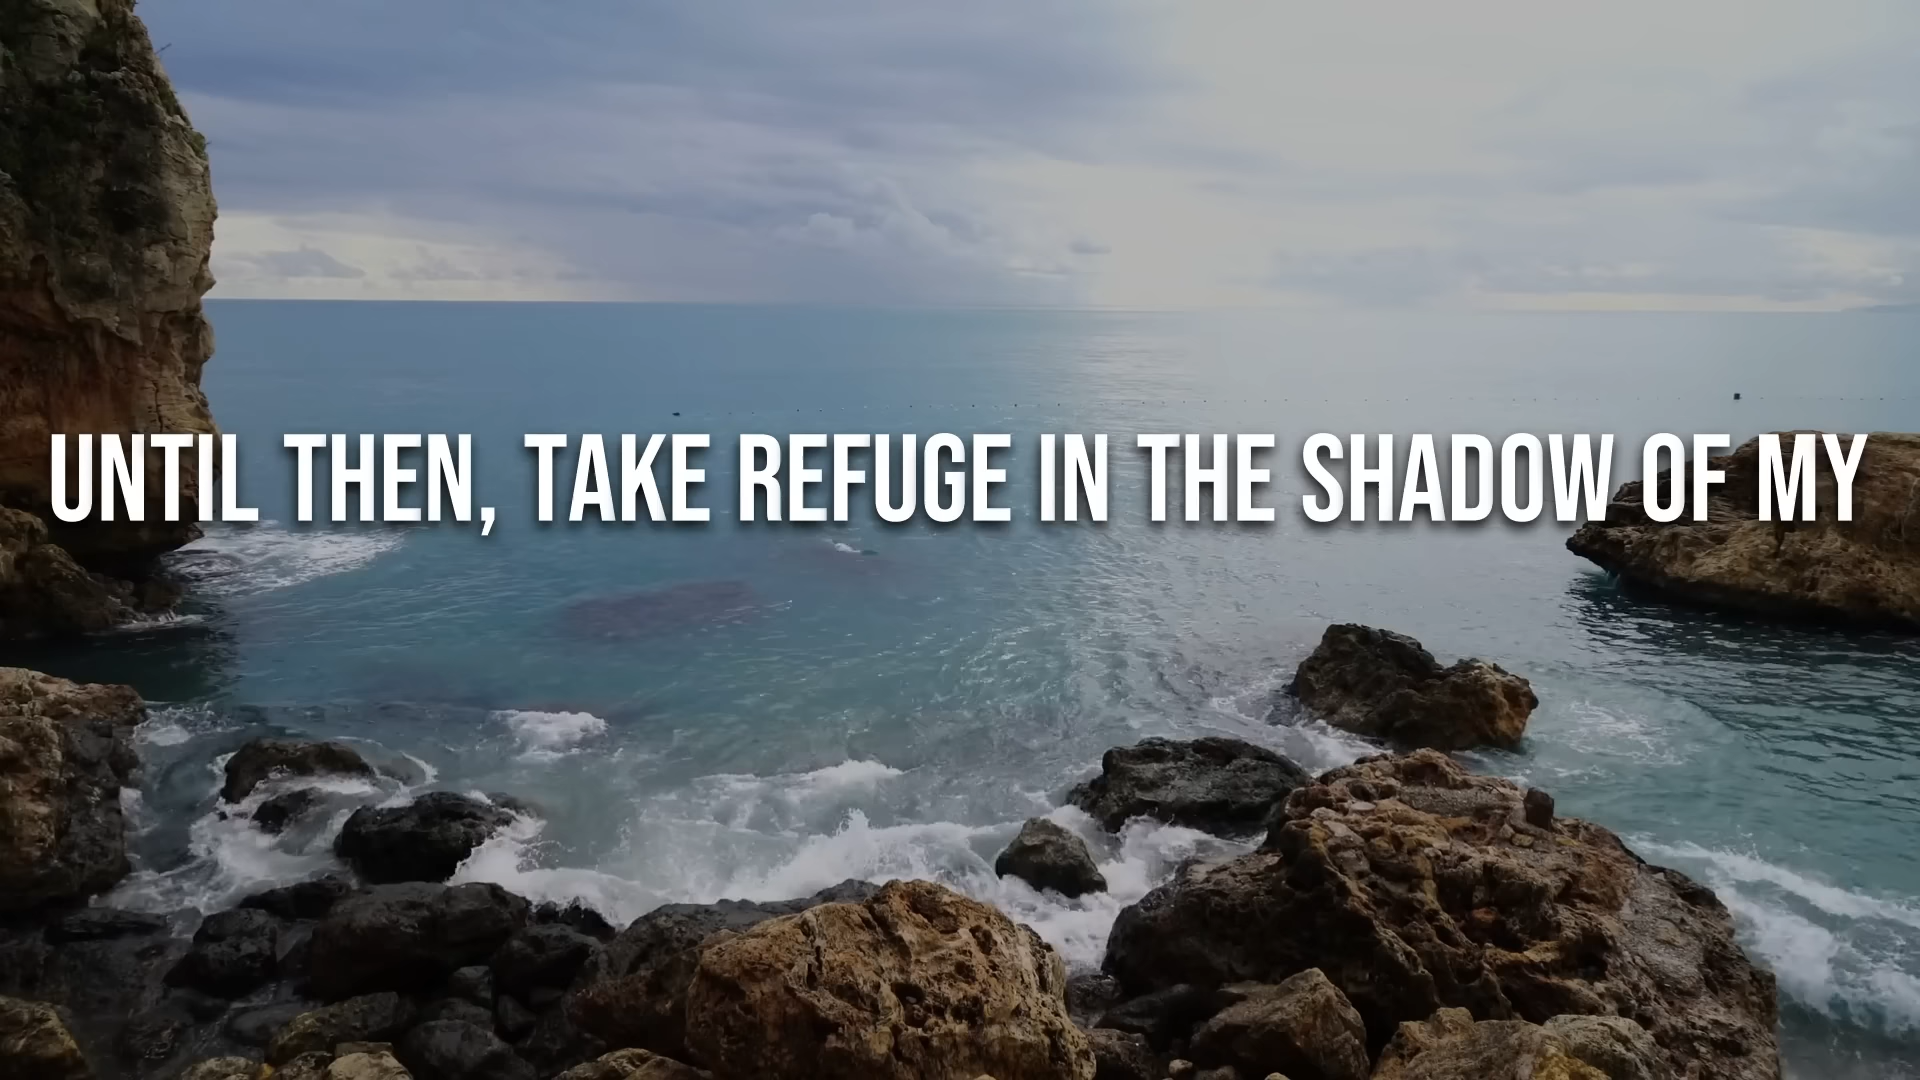 UNTIL THEN, TAKE REFUGE IN THE SHADOW OF MY